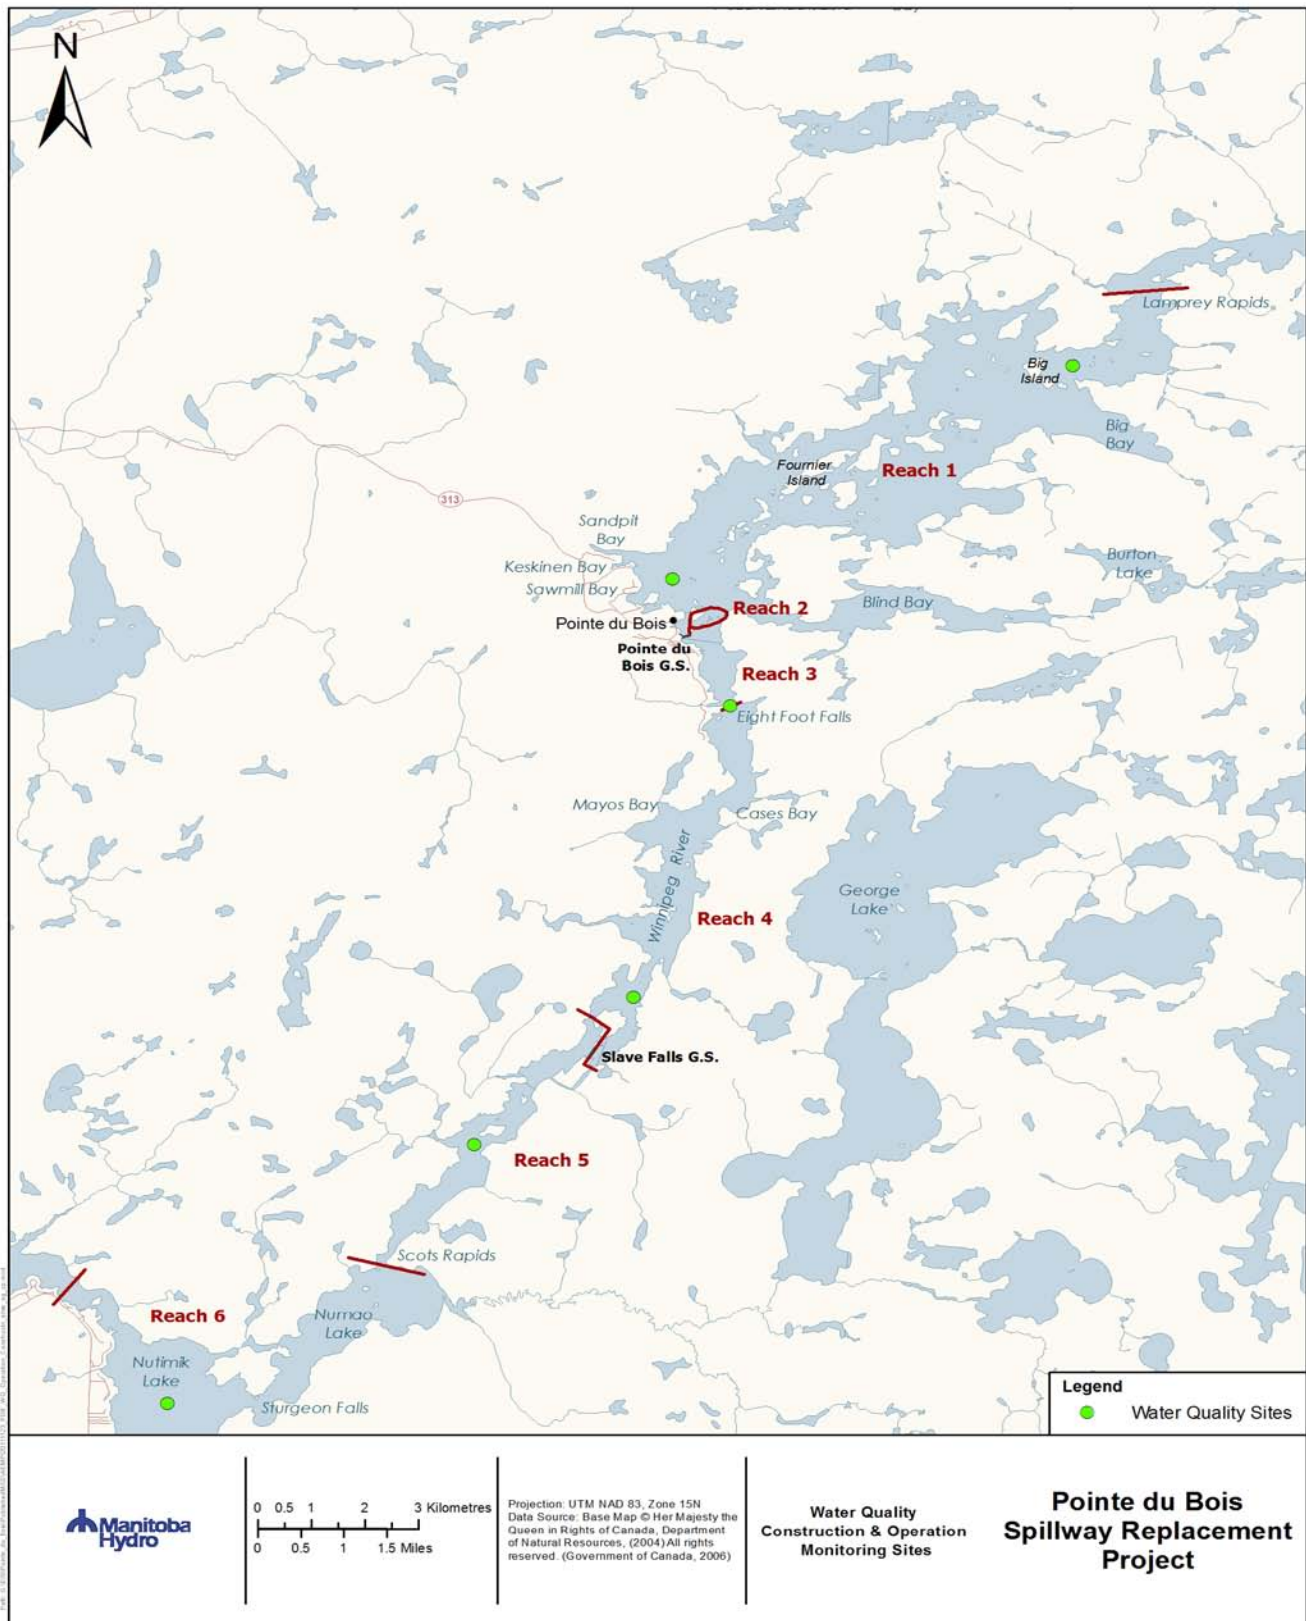 N
Lamprey Rapids
Big
Island
Big
Bay
Reach 1
Fournier
Island
313
Sandpit
Bay
Keskinen Bay
Sawmill Bay
Burton
Lake
Blind Bay
Reach 2
Pointe du Bois
Pointe du
Bois G.S.
Reach 3
Eight Foot Falls
Mayos Bay
Cases Bay
Winnipeg River
George
Lake
Reach 4
Slave Falls G.S.
Reach 5
Scots Rapids
Reach 6
Numao
Lake
Nutimik
Lake
Sturgeon Falls
Legend
Water Quality Sites
Manitoba
Hydro
0 0.5 1 2 3 Kilometres
0 0.5 1 1.5 Miles
Projection: UTM NAD 83, Zone 15N
Data Source: Base Map © Her Majesty the
Queen in Rights of Canada, Department
of Natural Resources, (2004) All rights
reserved. (Government of Canada, 2006)
Water Quality
Construction & Operation
Monitoring Sites
Pointe du Bois
Spillway Replacement
Project